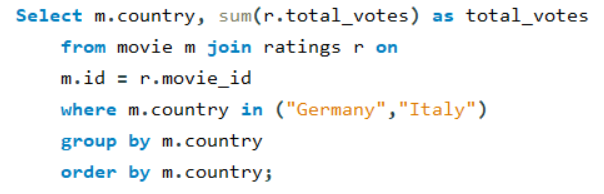 Select m.country, sum(r.total_votes) as total_votes
from movie m join ratings r on
m.id = r.movie_id
where m.country in ("Germany","Italy")
group by m.country
order by m.country;